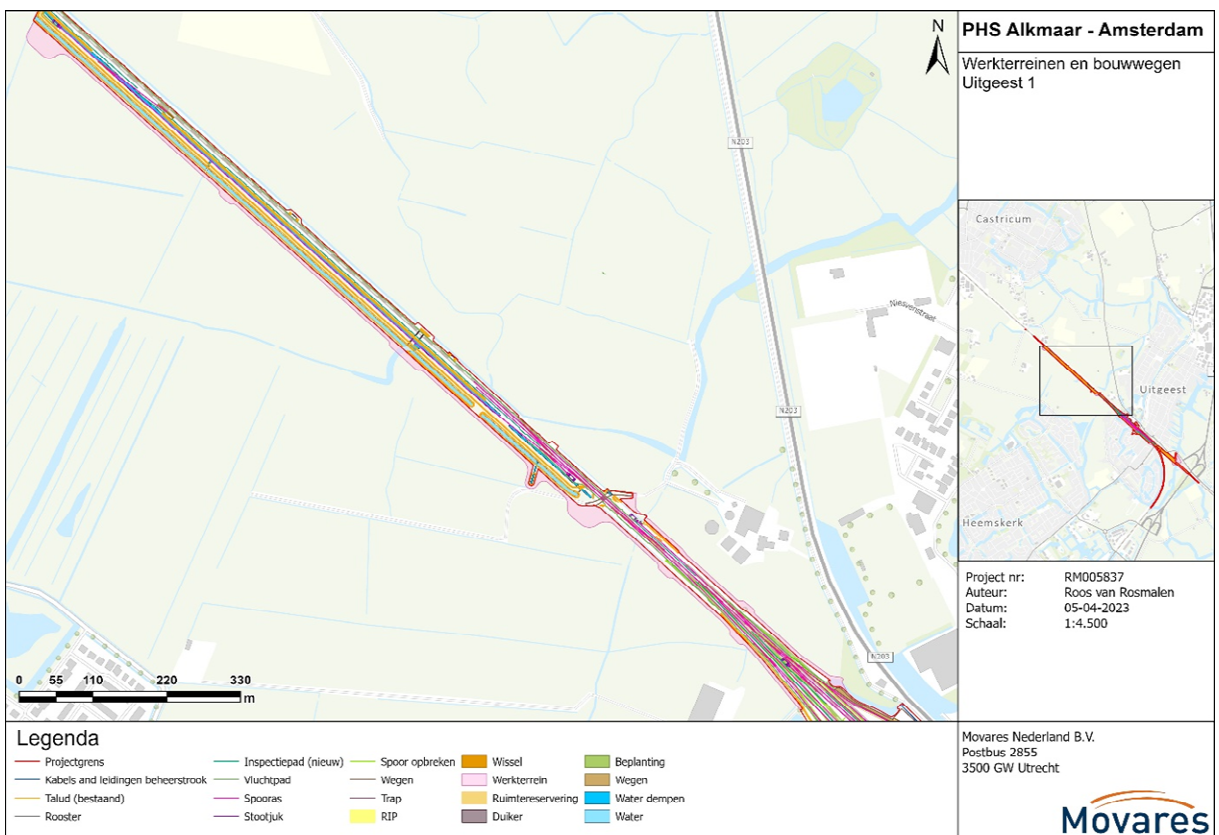 PHS Alkmaar - Amsterdam
Werkterreinen en bouwwegen
Uitgeest 1
N
N203
N203
N203
Niesvenstraat
0 55 110 220 330
m
Castricum
Uitgeest
Heemskerk
Project nr: RM005837
Auteur: Roos van Rosmalen
Datum: 05-04-2023
Schaal: 1:4.500
Legenda
Projectgrens
Kabels and leidingen beheerstrook
Talud (bestaand)
Rooster
Inspectiepad (nieuw)
Vluchtpad
Spooras
Stootjuk
Spoor opbreken
Wegen
Trap
RIP
Wissel
Werkterrein
Ruimtereservering
Duiker
Beplanting
Wegen
Water dempen
Water
Movares Nederland B.V.
Postbus 2855
3500 GW Utrecht
Movares